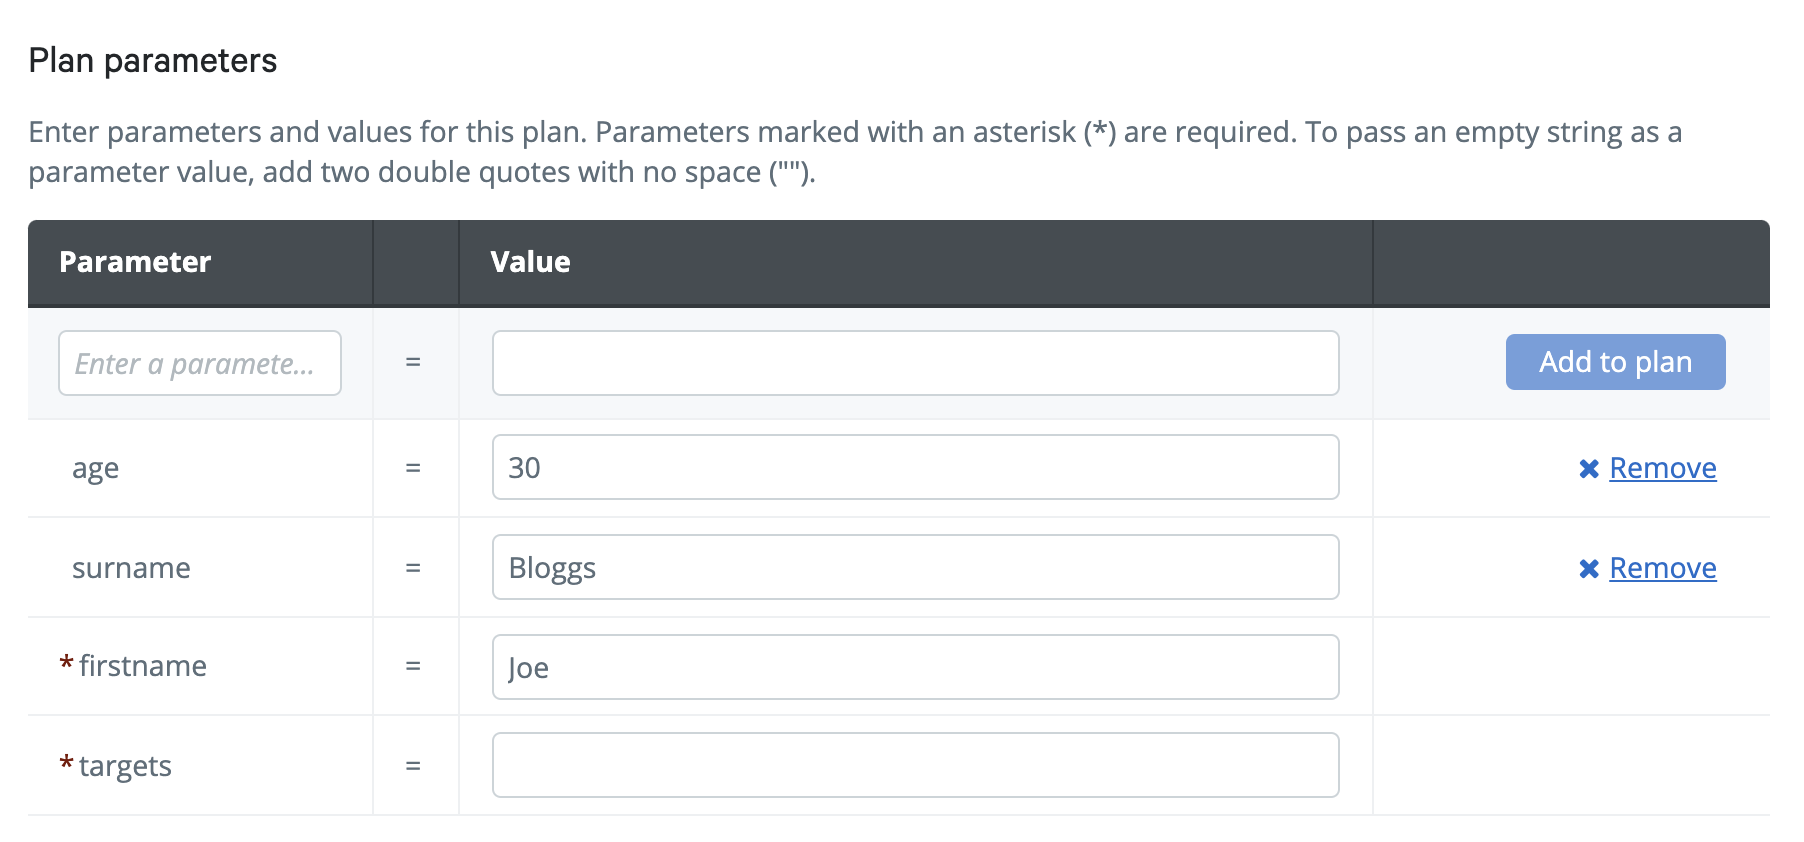 Plan parameters
Enter parameters and values for this plan. Parameters marked with an asterisk (*) are required. To pass an empty string as a
parameter value, add two double quotes with no space ("").
Parameter Value
Enter a paramete... = Add to plan
age = 30 ✖ Remove
surname = Bloggs ✖ Remove
* firstname = Joe
* targets =